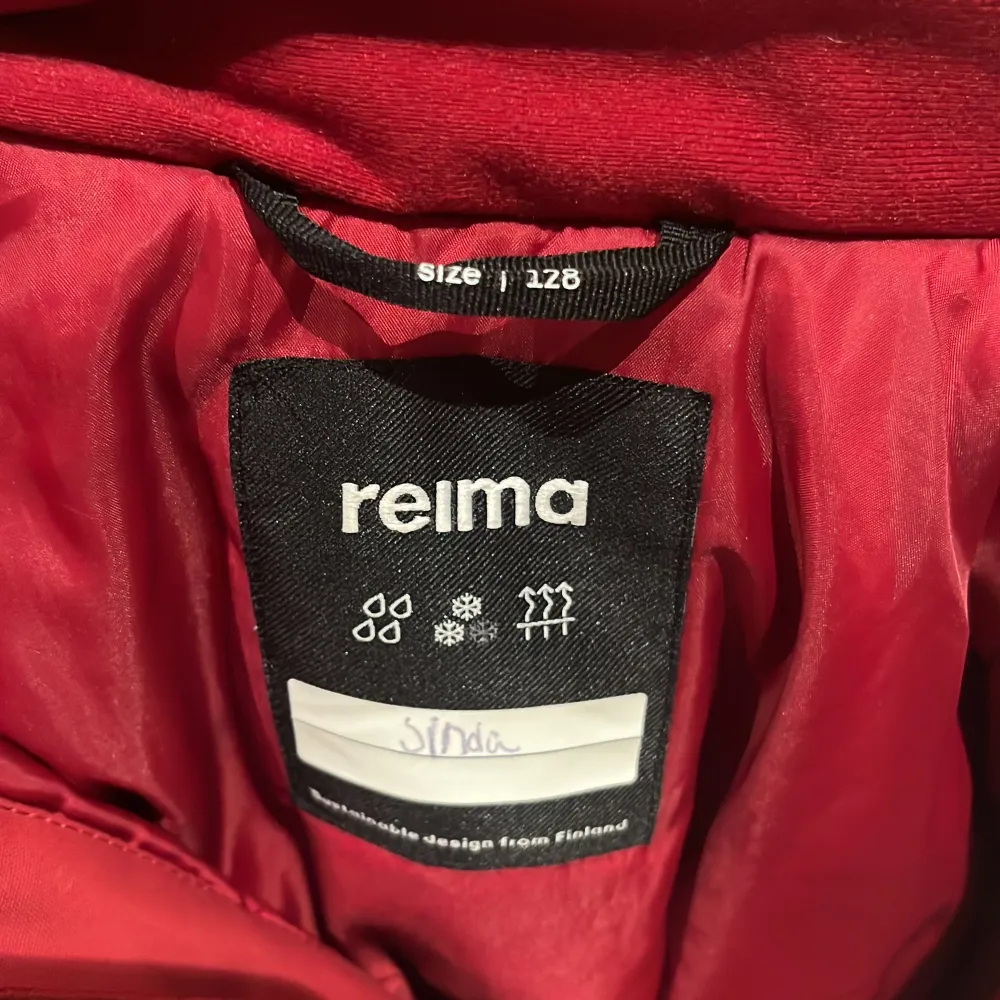 size | 128
reima
Sinda
Sustainable design from Finland